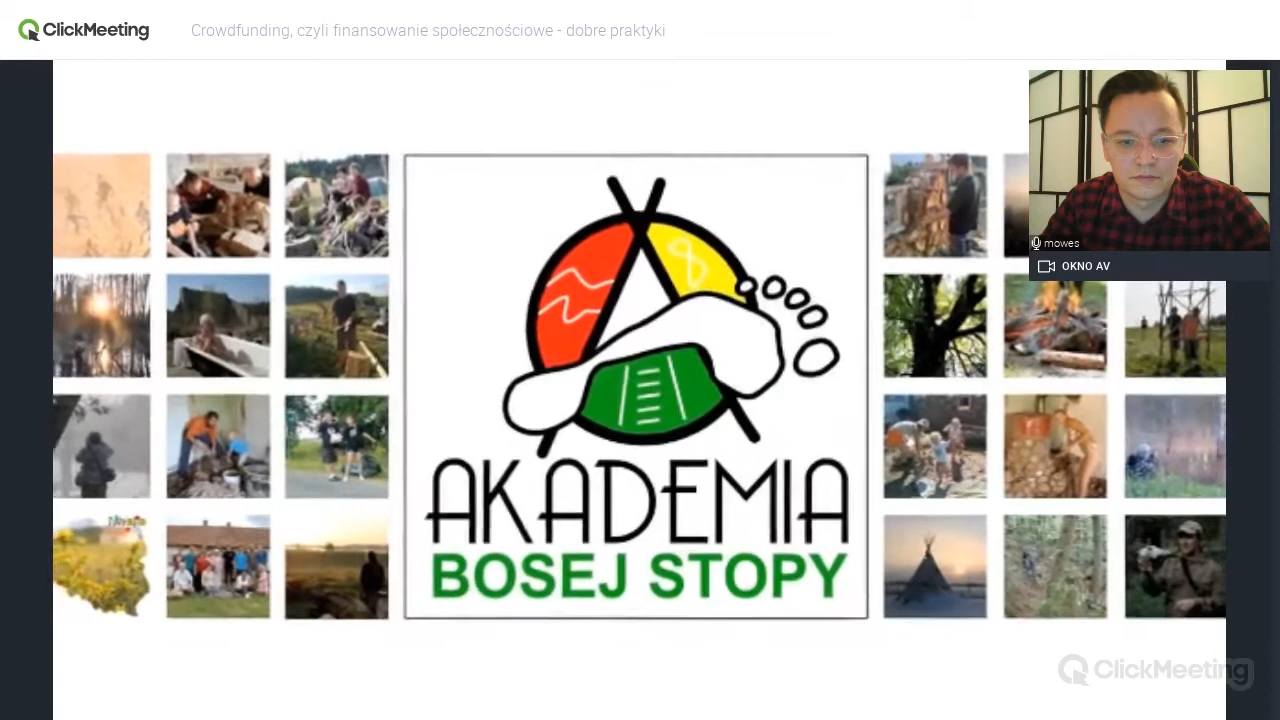 ClickMeeting
Crowdfunding, czyli finansowanie społecznościowe - dobre praktyki
mowes
OKNO AV
AKADEMIA
BOSEJ STOPY
ClickMeeting